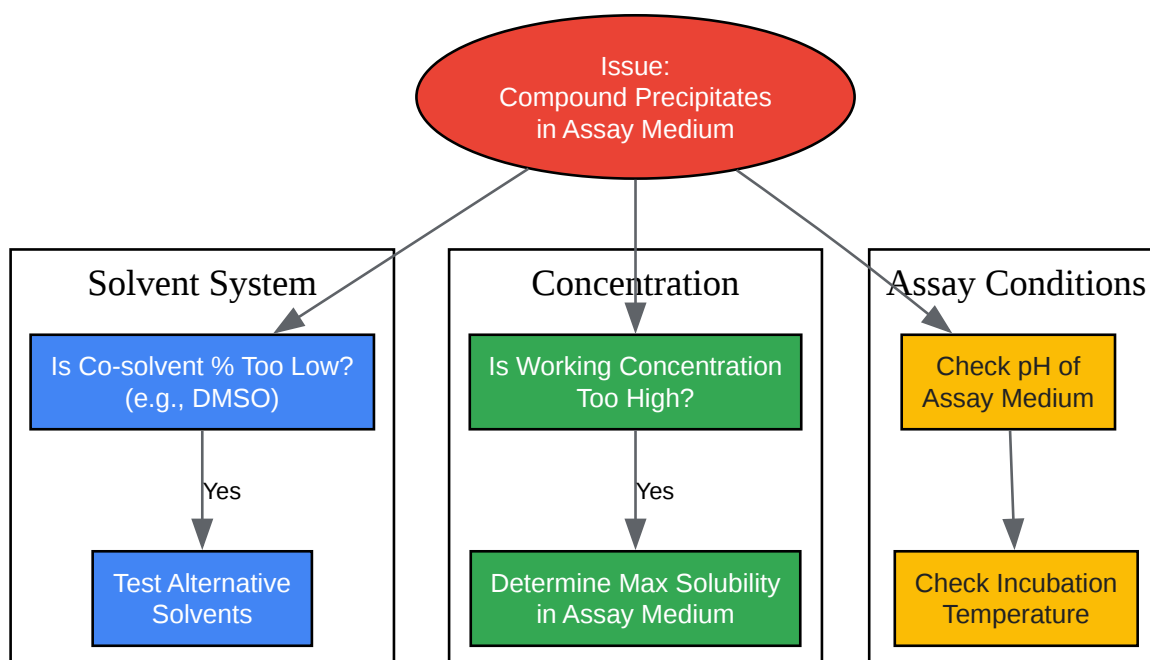 Issue:
Compound Precipitates
in Assay Medium
Solvent System
Is Co-solvent % Too Low?
(e.g., DMSO)
Yes
Test Alternative
Solvents
Concentration
Is Working Concentration
Too High?
Yes
Determine Max Solubility
in Assay Medium
Assay Conditions
Check pH of
Assay Medium
Check Incubation
Temperature